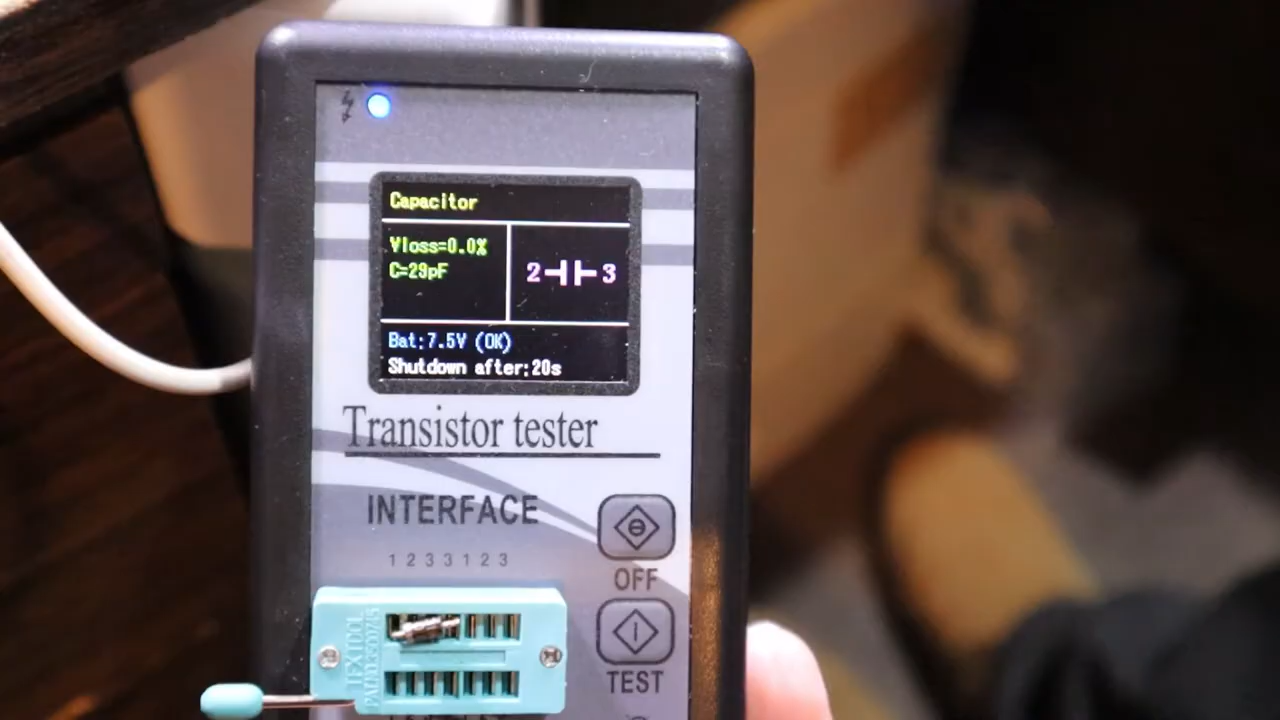 Capacitor
Vloss=0.0%
C=29pF
2 3
Bat:7.5V (OK)
Shutdown after:20s
Transistor tester
INTERFACE
1 2 3 3 1 2 3
OFF
TEST
TEXTOOL